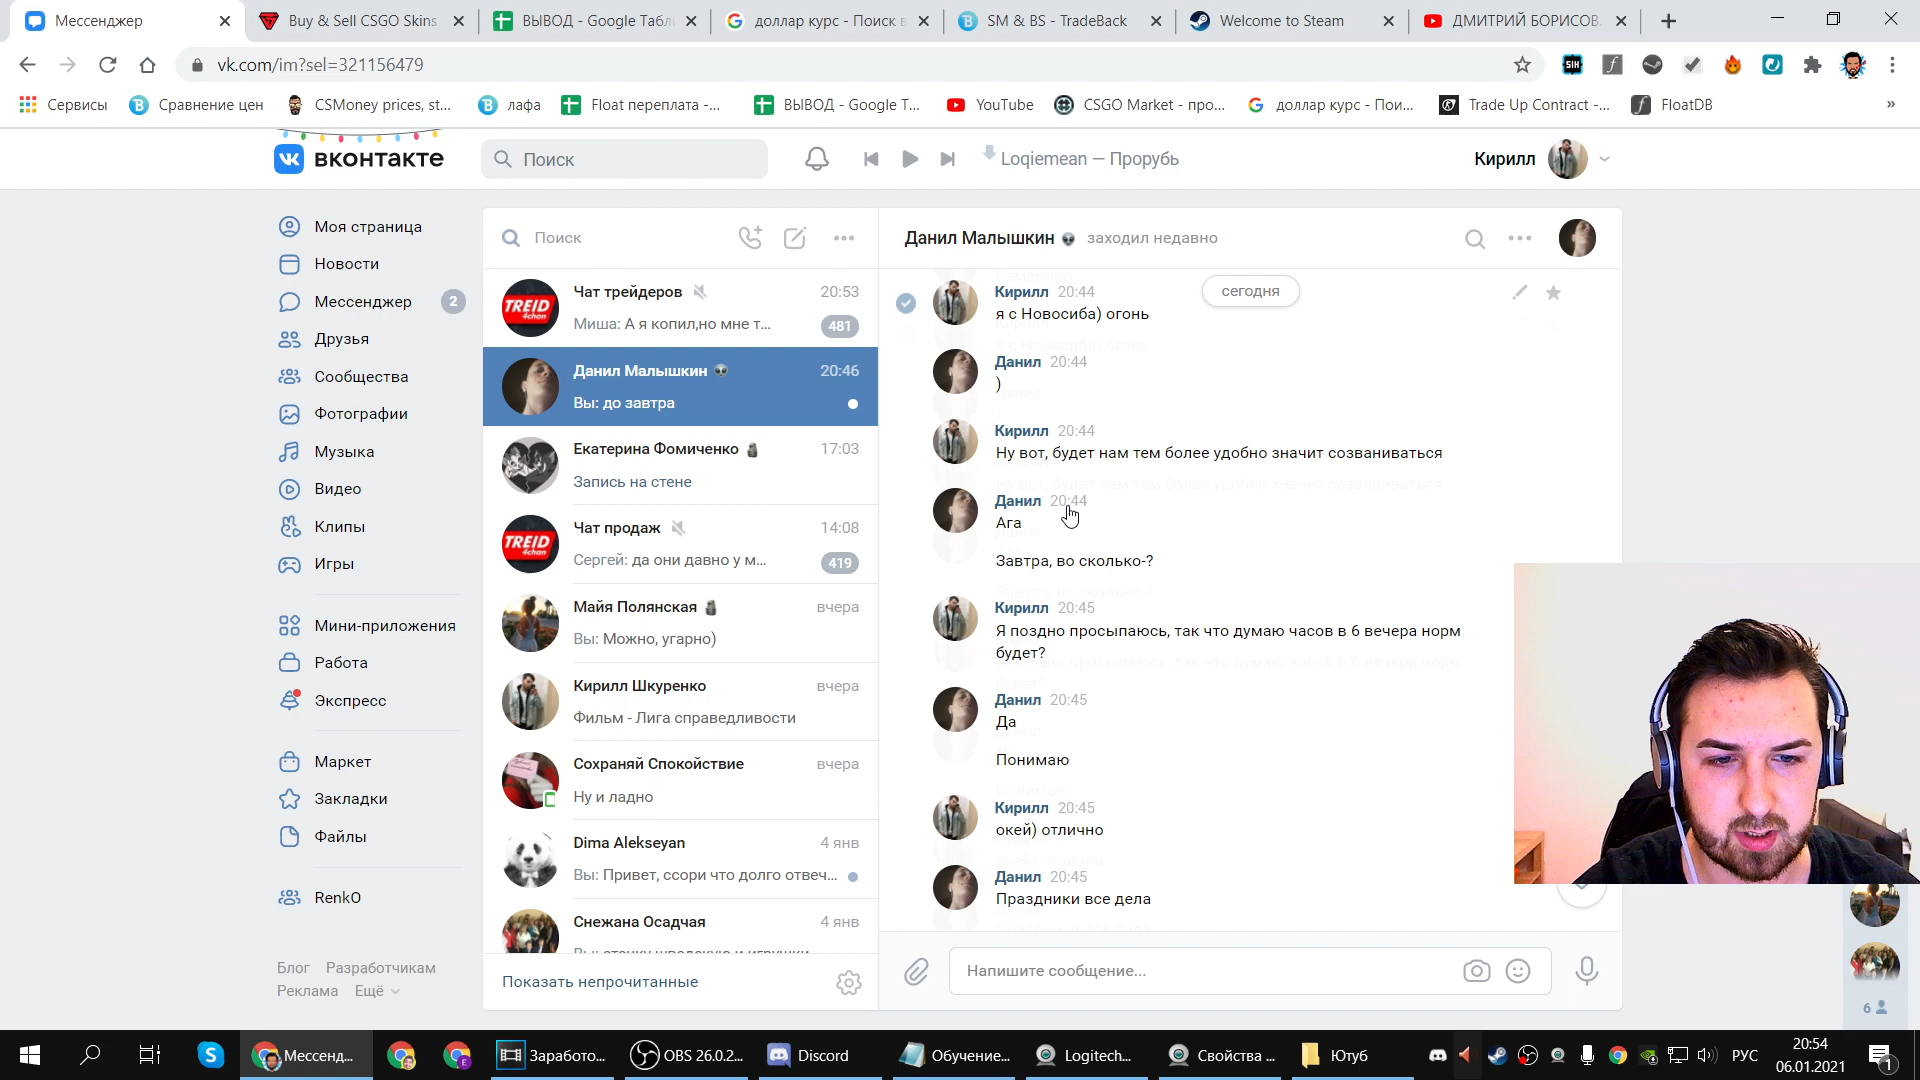 Мессенджер
Buy & Sell CSGO Skins
ВЫВОД - Google Табл
доллар курс - Поиск в
SM & BS - TradeBack
Welcome to Steam
ДМИТРИЙ БОРИСОВ
vk.com/im?sel=321156479
Сервисы
Сравнение цен
CSMoney prices, st...
лафа
Float переплата -...
ВЫВОД - Google Т...
YouTube
CSGO Market - про...
доллар курс - Пои...
Trade Up Contract -...
FloatDB
»
вконтакте
Поиск
Loqiemean — Прорубь
Кирилл
Моя страница
Новости
Мессенджер
2
Друзья
Сообщества
Фотографии
Музыка
Видео
Клипы
Игры
Мини-приложения
Работа
Экспресс
Маркет
Закладки
Файлы
RenkO
Блог Разработчикам
Реклама Ещё
Поиск
Чат трейдеров 20:53
Миша: А я копил,но мне т... 481
Данил Малышкин 20:46
Вы: до завтра
Екатерина Фомиченко 17:03
Запись на стене
Чат продаж 14:08
Сергей: да они давно у м... 419
Майя Полянская вчера
Вы: Можно, угарно)
Кирилл Шкуренко вчера
Фильм - Лига справедливости
Сохраняй Спокойствие вчера
Ну и ладно
Dima Alekseyan 4 янв
Вы: Привет, ссори что долго отвеч...
Снежана Осадчая 4 янв
Показать непрочитанные
Данил Малышкин заходил недавно
сегодня
Кирилл 20:44
я с Новосиба) огонь
Данил 20:44
)
Кирилл 20:44
Ну вот, будет нам тем более удобно значит созваниваться
Данил 20:44
Ага
Завтра, во сколько-?
Кирилл 20:45
Я поздно просыпаюсь, так что думаю часов в 6 вечера норм
будет?
Данил 20:45
Да
Понимаю
Кирилл 20:45
окей) отлично
Данил 20:45
Праздники все дела
Напишите сообщение...
6
Мессенд...
Заработо...
OBS 26.0.2...
Discord
Обучение...
Logitech...
Свойства ...
Ютуб
РУС
20:54
06.01.2021
1
TREID
4chan
TREID
4chan
SIH